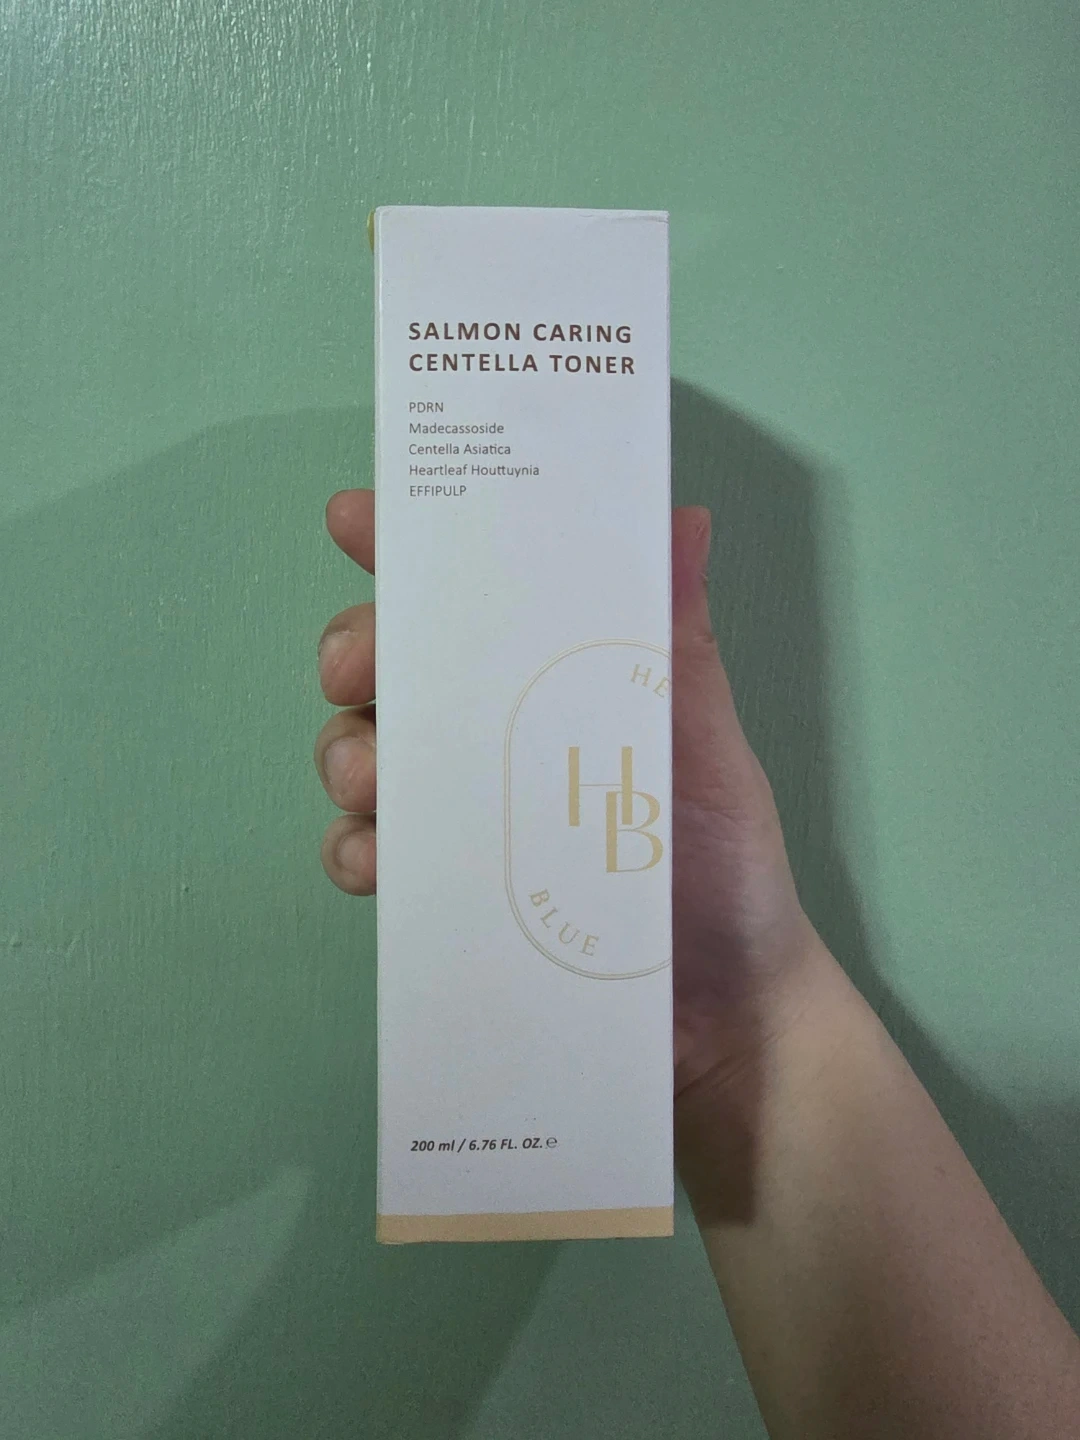 SALMON CARING
CENTELLA TONER
PDRN
Madecassoside
Centella Asiatica
Heartleaf Houttuynia
EFFIPULP
HE
HB
BLUE
200 ml / 6.76 FL. OZ. ℮